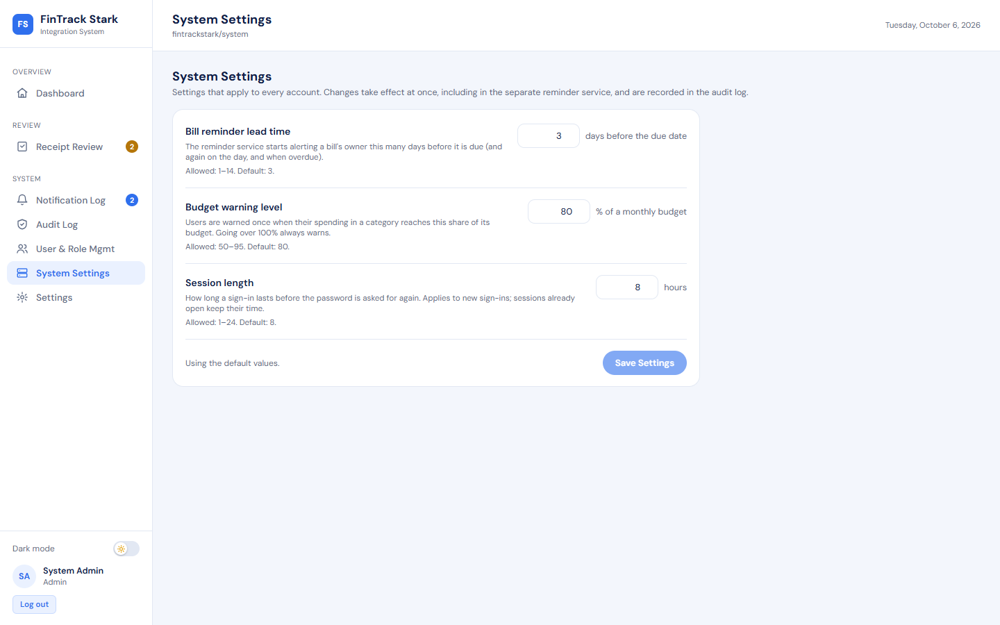 FS
FinTrack Stark
Integration System
OVERVIEW
Dashboard
REVIEW
Receipt Review 2
SYSTEM
Notification Log 2
Audit Log
User & Role Mgmt
System Settings
Settings
Dark mode
SA
System Admin
Admin
Log out
System Settings
fintrackstark/system
Tuesday, October 6, 2026
System Settings
Settings that apply to every account. Changes take effect at once, including in the separate reminder service, and are recorded in the audit log.
Bill reminder lead time
The reminder service starts alerting a bill's owner this many days before it is due (and
again on the day, and when overdue).
Allowed: 1–14. Default: 3.
3 days before the due date
Budget warning level
Users are warned once when their spending in a category reaches this share of its
budget. Going over 100% always warns.
Allowed: 50–95. Default: 80.
80 % of a monthly budget
Session length
How long a sign-in lasts before the password is asked for again. Applies to new sign-ins; sessions already
open keep their time.
Allowed: 1–24. Default: 8.
8 hours
Using the default values.
Save Settings